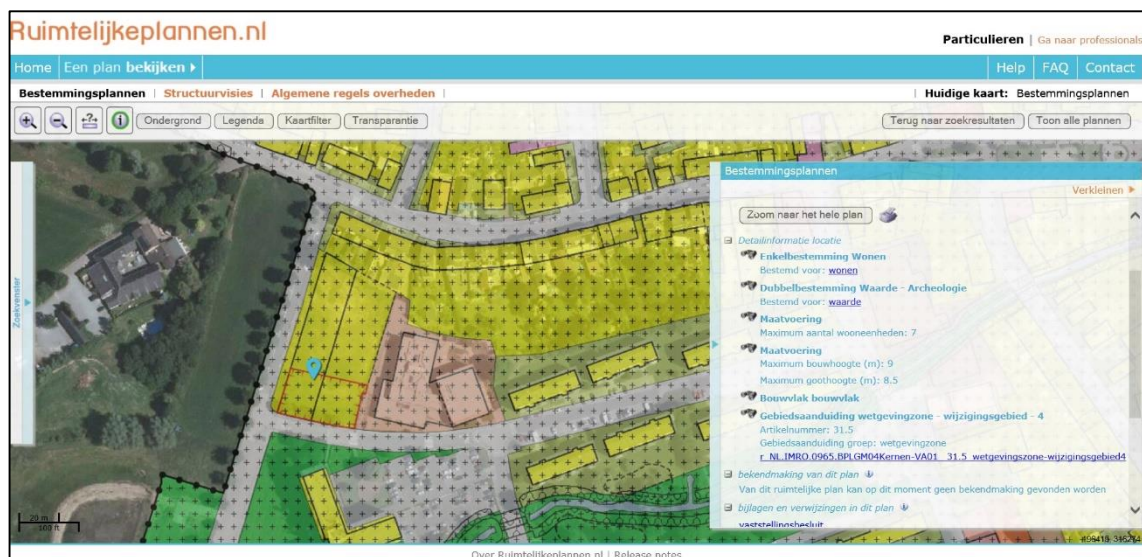 Ruimtelijkeplannen.nl
Particulieren | Ga naar professionals
Home | Een plan bekijken
Help | FAQ | Contact
Bestemmingsplannen | Structuurvisies | Algemene regels overheden |
| Huidige kaart: Bestemmingsplannen
Ondergrond Legenda Kaartfilter Transparantie
Terug naar zoekresultaten Toon alle plannen
Zoekvenster
Bestemmingsplannen
Verkleinen
Zoom naar het hele plan
Detailinformatie locatie
Enkelbestemming Wonen
Bestemd voor: wonen
Dubbelbestemming Waarde - Archeologie
Bestemd voor: waarde
Maatvoering
Maximum aantal wooneenheden: 7
Maatvoering
Maximum bouwhoogte (m): 9
Maximum goothoogte (m): 8.5
Bouwvlak bouwvlak
Gebiedsaanduiding wetgevingzone - wijzigingsgebied - 4
Artikelnummer: 31.5
Gebiedsaanduiding groep: wetgevingzone
r_NL.IMRO.0965.BPLGM04Kernen-VA01_31.5_wetgevingszone-wijzigingsgebied4
bekendmaking van dit plan
Van dit ruimtelijke plan kan op dit moment geen bekendmaking gevonden worden
bijlagen en verwijzingen in dit plan
vaststellingsbesluit
20 m
100 ft
Over Ruimtelijkeplannen.nl | Release notes